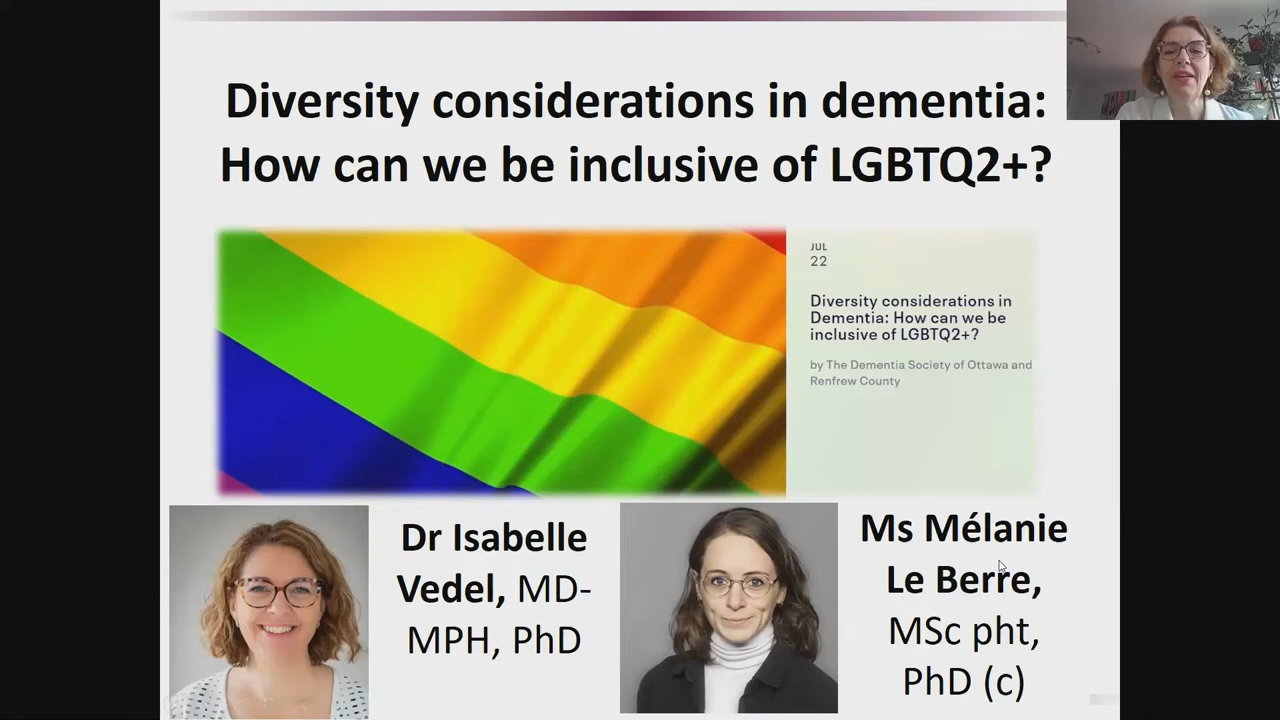 Diversity considerations in dementia:
How can we be inclusive of LGBTQ2+?
JUL
22
Diversity considerations in
Dementia: How can we be
inclusive of LGBTQ2+?
by The Dementia Society of Ottawa and
Renfrew County
Dr Isabelle
Vedel, MD-
MPH, PhD
Ms Mélanie
Le Berre,
MSc pht,
PhD (c)